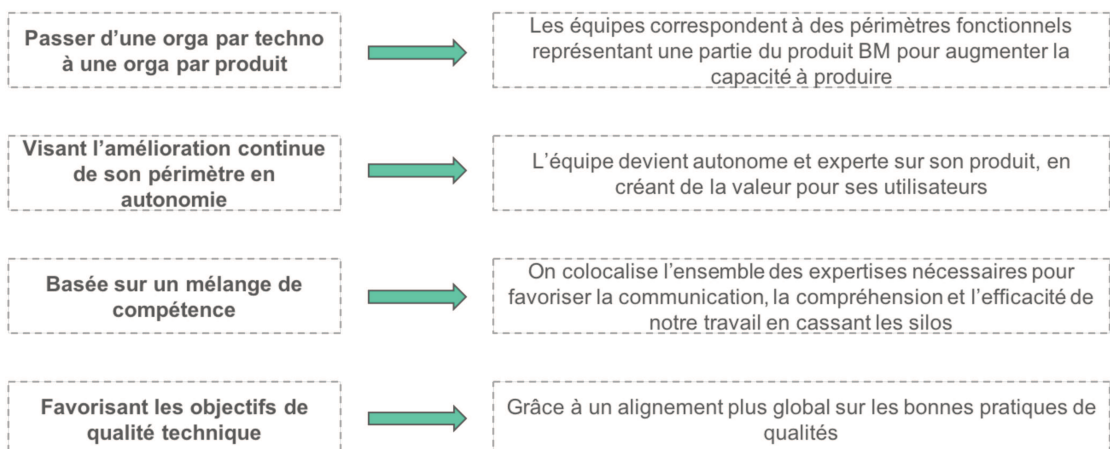 Passer d'une orga par techno
à une orga par produit
Les équipes correspondent à des périmètres fonctionnels
représentant une partie du produit BM pour augmenter la
capacité à produire
Visant l'amélioration continue
de son périmètre en
autonomie
L'équipe devient autonome et experte sur son produit, en
créant de la valeur pour ses utilisateurs
Basée sur un mélange de
compétence
On colocalise l'ensemble des expertises nécessaires pour
favoriser la communication, la compréhension et l'efficacité de
notre travail en cassant les silos
Favorisant les objectifs de
qualité technique
Grâce à un alignement plus global sur les bonnes pratiques de
qualités